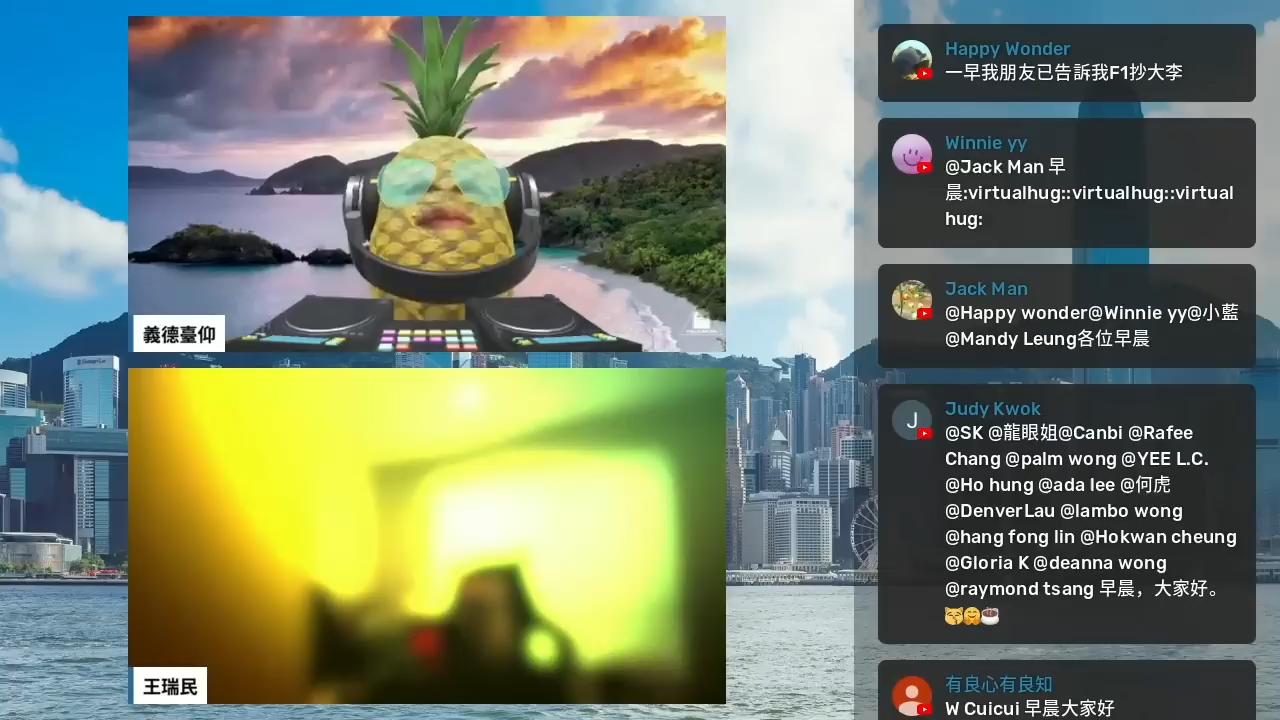 義德臺仰
王瑞民
Happy Wonder
一早我朋友已告訴我F1抄大李
Winnie yy
@Jack Man 早
晨:virtualhug::virtualhug::virtual
hug:
Jack Man
@Happy wonder@Winnie yy@小藍
@Mandy Leung各位早晨
J
Judy Kwok
@SK @龍眼姐@Canbi @Rafee
Chang @palm wong @YEE L.C.
@Ho hung @ada lee @何虎
@DenverLau @lambo wong
@hang fong lin @Hokwan cheung
@Gloria K @deanna wong
@raymond tsang 早晨，大家好。
😽🤗☕
有良心有良知
W Cuicui 早晨大家好